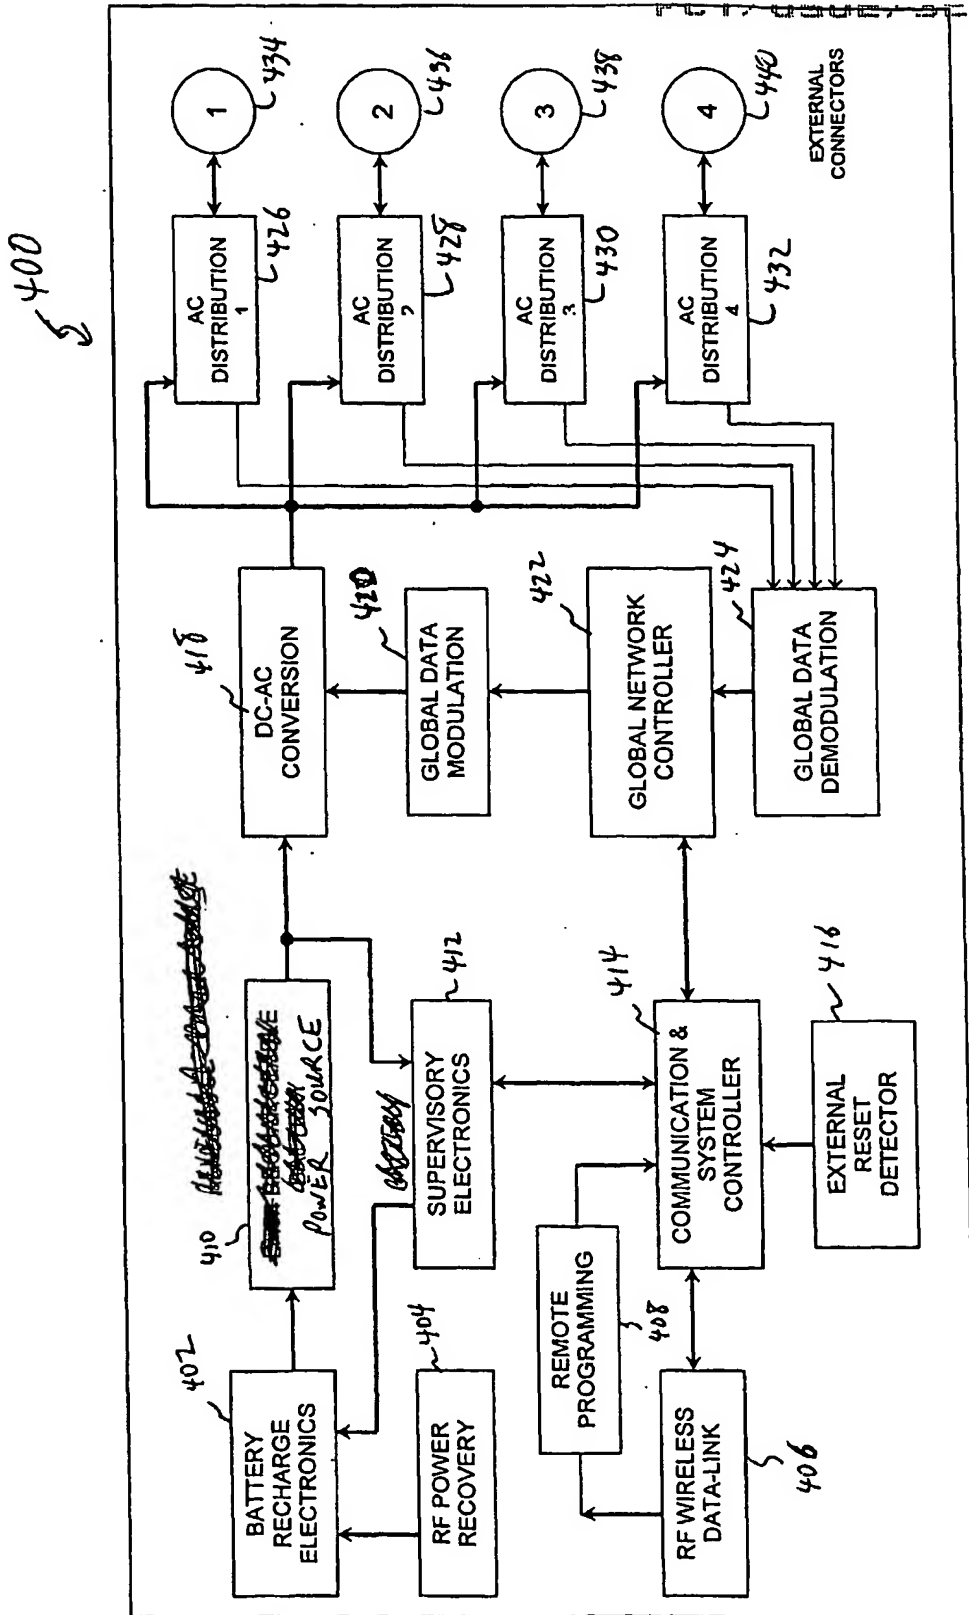 400
402
BATTERY
RECHARGE
ELECTRONICS
404
RF POWER
RECOVERY
REMOTE
PROGRAMMING
408
RF WIRELESS
DATA-LINK
406
410
POWER SOURCE
SUPERVISORY
ELECTRONICS
412
COMMUNICATION &
SYSTEM
CONTROLLER
414
EXTERNAL
RESET
DETECTOR
416
418
DC-AC
CONVERSION
420
GLOBAL DATA
MODULATION
422
GLOBAL NETWORK
CONTROLLER
424
GLOBAL DATA
DEMODULATION
AC
DISTRIBUTION
1
426
AC
DISTRIBUTION
2
428
AC
DISTRIBUTION
3
430
AC
DISTRIBUTION
4
432
1
434
2
436
3
438
4
440
EXTERNAL
CONNECTORS